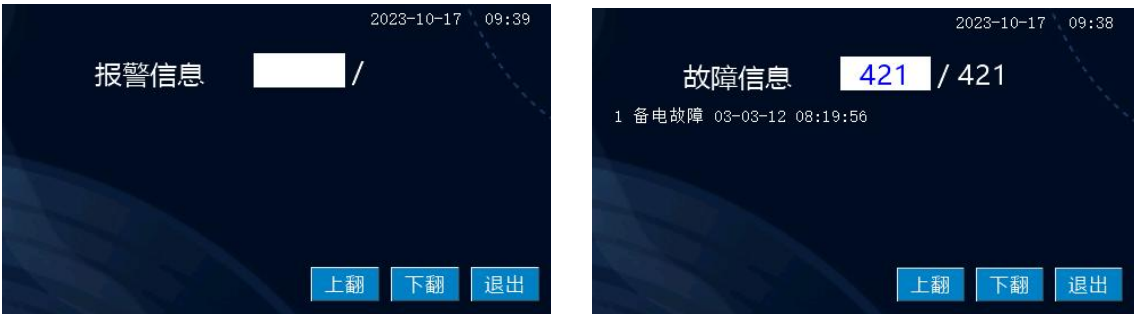 2023-10-17 09:39
报警信息 /
上翻 下翻 退出
2023-10-17 09:38
故障信息 421 / 421
1 备电故障 03-03-12 08:19:56
上翻 下翻 退出